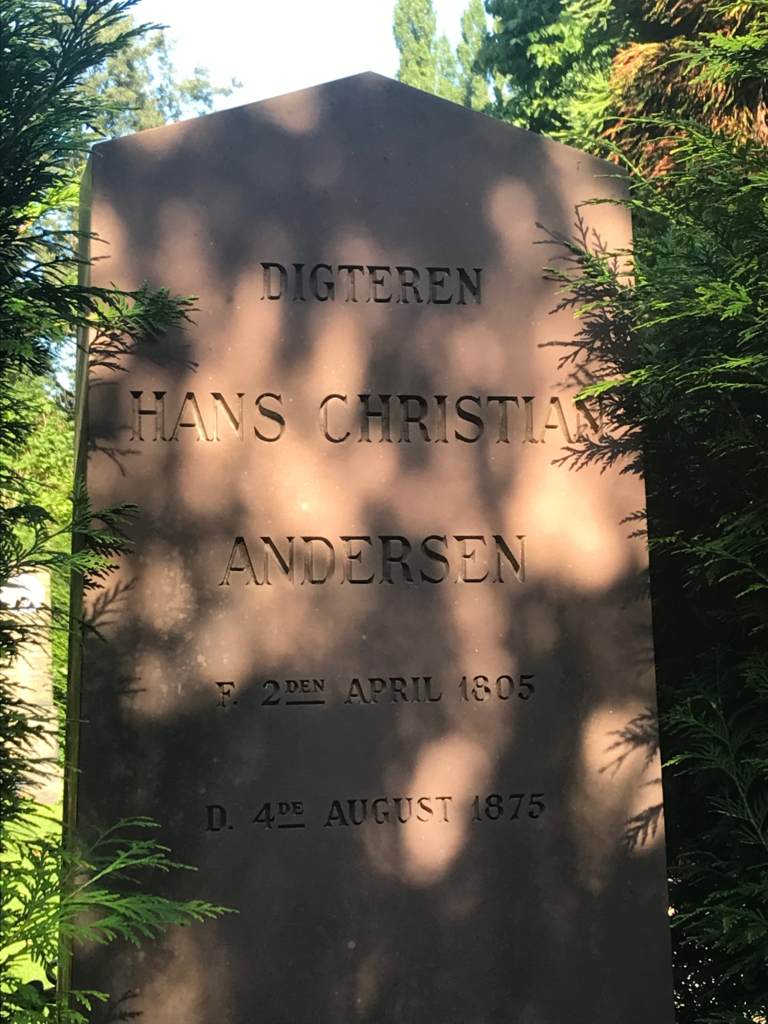 DIGTEREN
HANS CHRISTIAN
ANDERSEN
F. 2DEN APRIL 1805
D. 4DE AUGUST 1875